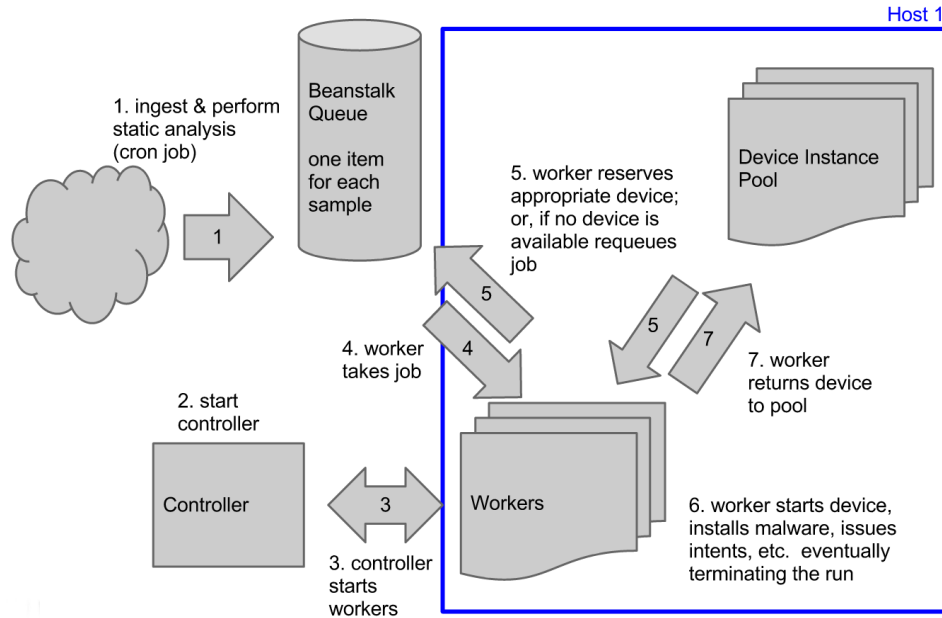 Host 1
Beanstalk
Queue
one item
for each
sample
1. ingest & perform
static analysis
(cron job)
1
Device Instance
Pool
5. worker reserves
appropriate device;
or, if no device is
available requeues
job
5
4
4. worker
takes job
5
7
7. worker
returns device
to pool
2. start
controller
Controller
3
3. controller
starts
workers
Workers
6. worker starts device,
installs malware, issues
intents, etc.  eventually
terminating the run